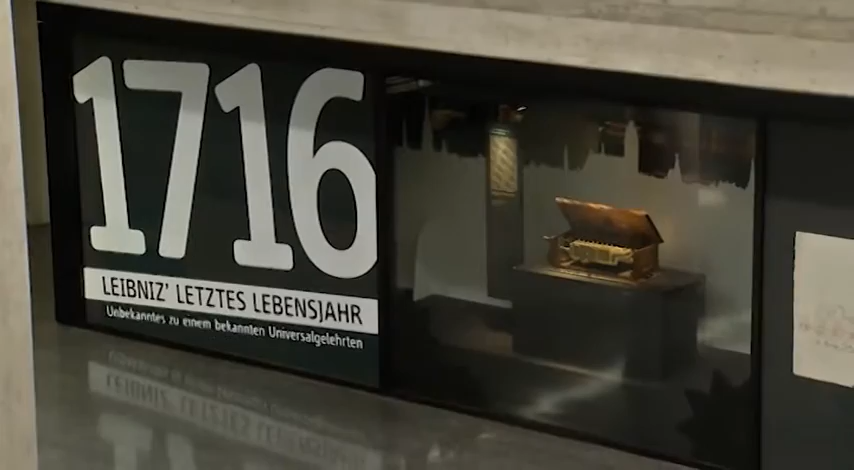 1716
LEIBNIZ' LETZTES LEBENSJAHR
Unbekanntes zu einem bekannten Universalgelehrten